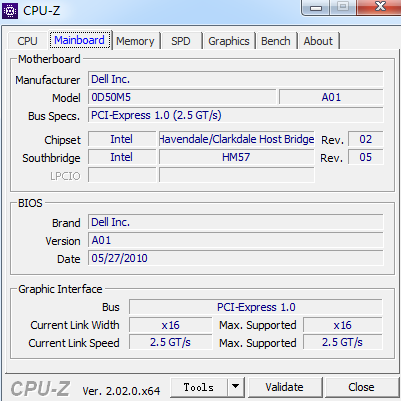 CPU-Z
CPU Mainboard Memory SPD Graphics Bench About
Motherboard
Manufacturer Dell Inc.
Model 0D50M5 A01
Bus Specs. PCI-Express 1.0 (2.5 GT/s)
Chipset Intel Havendale/Clarkdale Host Bridge Rev. 02
Southbridge Intel HM57 Rev. 05
LPCIO
BIOS
Brand Dell Inc.
Version A01
Date 05/27/2010
Graphic Interface
Bus PCI-Express 1.0
Current Link Width x16 Max. Supported x16
Current Link Speed 2.5 GT/s Max. Supported 2.5 GT/s
CPU-Z Ver. 2.02.0.x64 Tools Validate Close